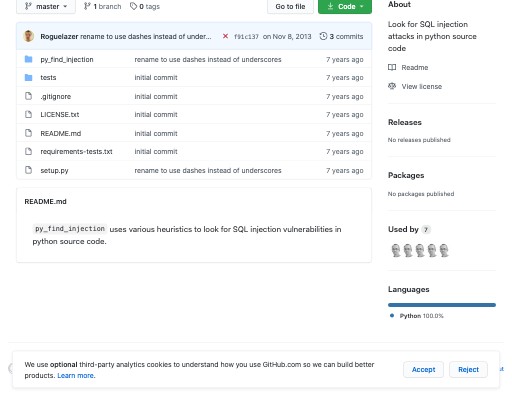 master
1 branch
0 tags
Go to file
Code
Roguelazer rename to use dashes instead of under...
f91c137 on Nov 8, 2013
3 commits
py_find_injection rename to use dashes instead of underscores 7 years ago
tests initial commit 7 years ago
.gitignore initial commit 7 years ago
LICENSE.txt initial commit 7 years ago
README.md initial commit 7 years ago
requirements-tests.txt initial commit 7 years ago
setup.py rename to use dashes instead of underscores 7 years ago
README.md
py_find_injection uses various heuristics to look for SQL injection vulnerabilities in
python source code.
About
Look for SQL injection
attacks in python source
code
Readme
View license
Releases
No releases published
Packages
No packages published
Used by 7
Languages
Python 100.0%
We use optional third-party analytics cookies to understand how you use GitHub.com so we can build better
products. Learn more.
Accept
Reject